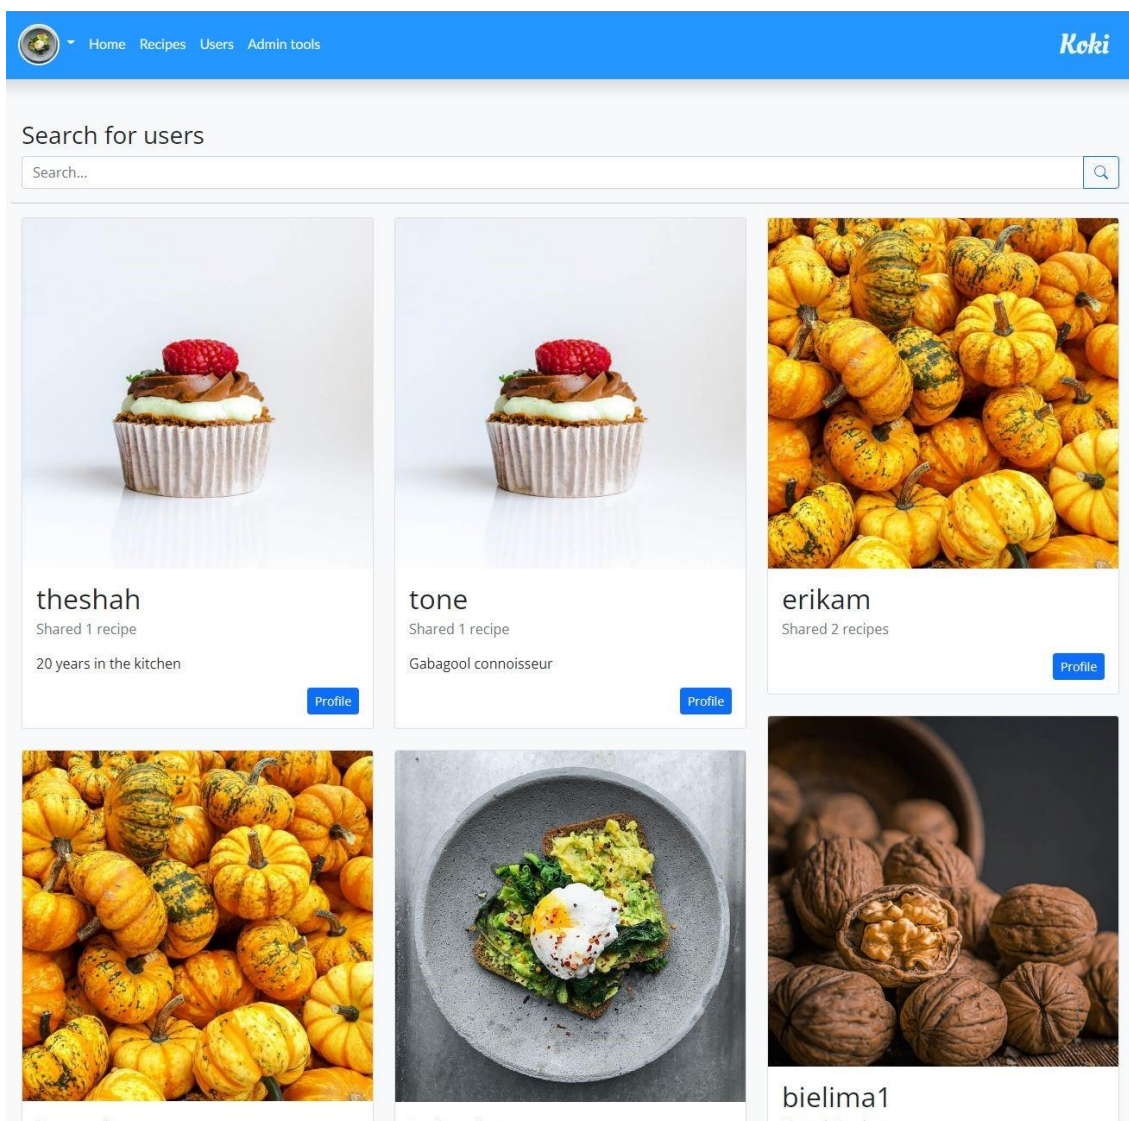 Home Recipes Users Admin tools Koki
Search for users
Search...
theshah
Shared 1 recipe
20 years in the kitchen
Profile
tone
Shared 1 recipe
Gabagool connoisseur
Profile
erikam
Shared 2 recipes
Profile
bielima1